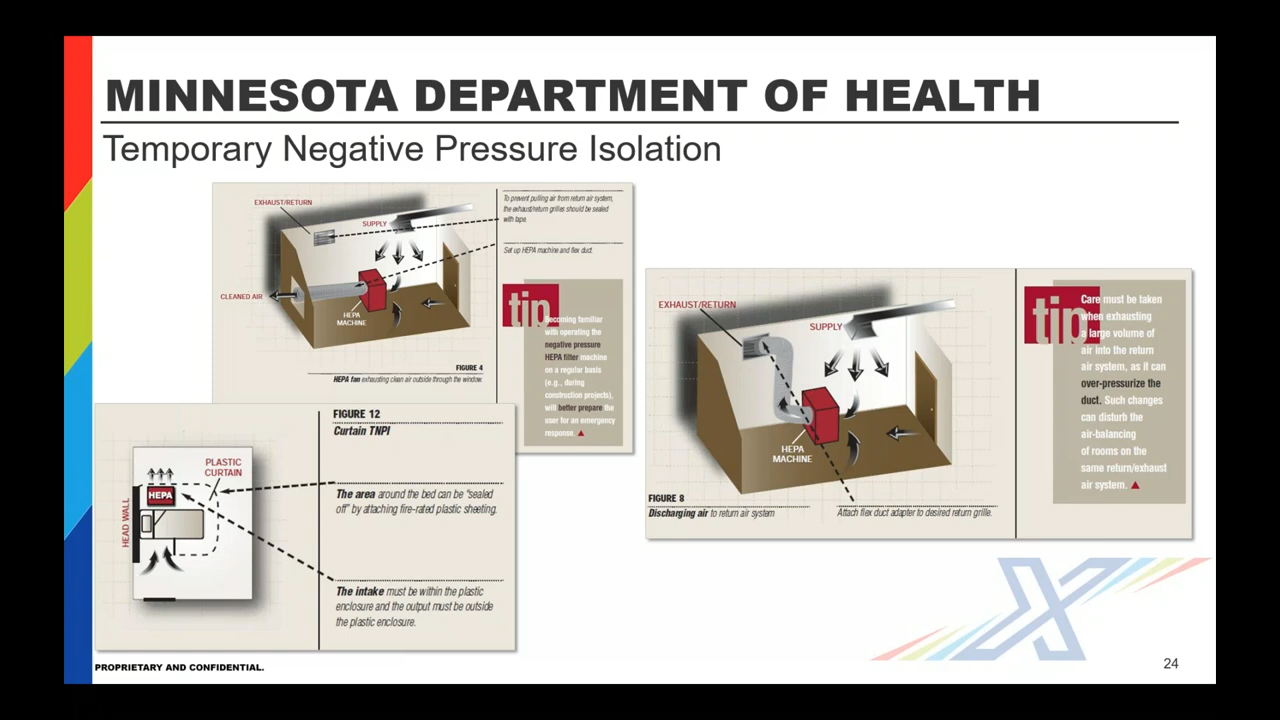 MINNESOTA DEPARTMENT OF HEALTH
Temporary Negative Pressure Isolation
EXHAUST/RETURN
SUPPLY
CLEANED AIR
HEPA
MACHINE
To prevent pulling air from return air system,
the exhaust/return grilles should be sealed
with tape.
Set up HEPA machine and flex duct.
FIGURE 4
HEPA fan exhausting clean air outside through the window.
tip
Becoming familiar
with operating the
negative pressure
HEPA filter machine
on a regular basis
(e.g., during
construction projects),
will better prepare the
user for an emergency
response.
FIGURE 12
Curtain TNPI
PLASTIC
CURTAIN
HEPA
HEAD WALL
The area around the bed can be "sealed
off" by attaching fire-rated plastic sheeting.
The intake must be within the plastic
enclosure and the output must be outside
the plastic enclosure.
EXHAUST/RETURN
SUPPLY
HEPA
MACHINE
FIGURE 8
Discharging air to return air system
Attach flex duct adapter to desired return grille.
tip
Care must be taken
when exhausting
a large volume of
air into the return
air system, as it can
over-pressurize the
duct. Such changes
can disturb the
air-balancing
of rooms on the
same return/exhaust
air system.
X
PROPRIETARY AND CONFIDENTIAL.
24